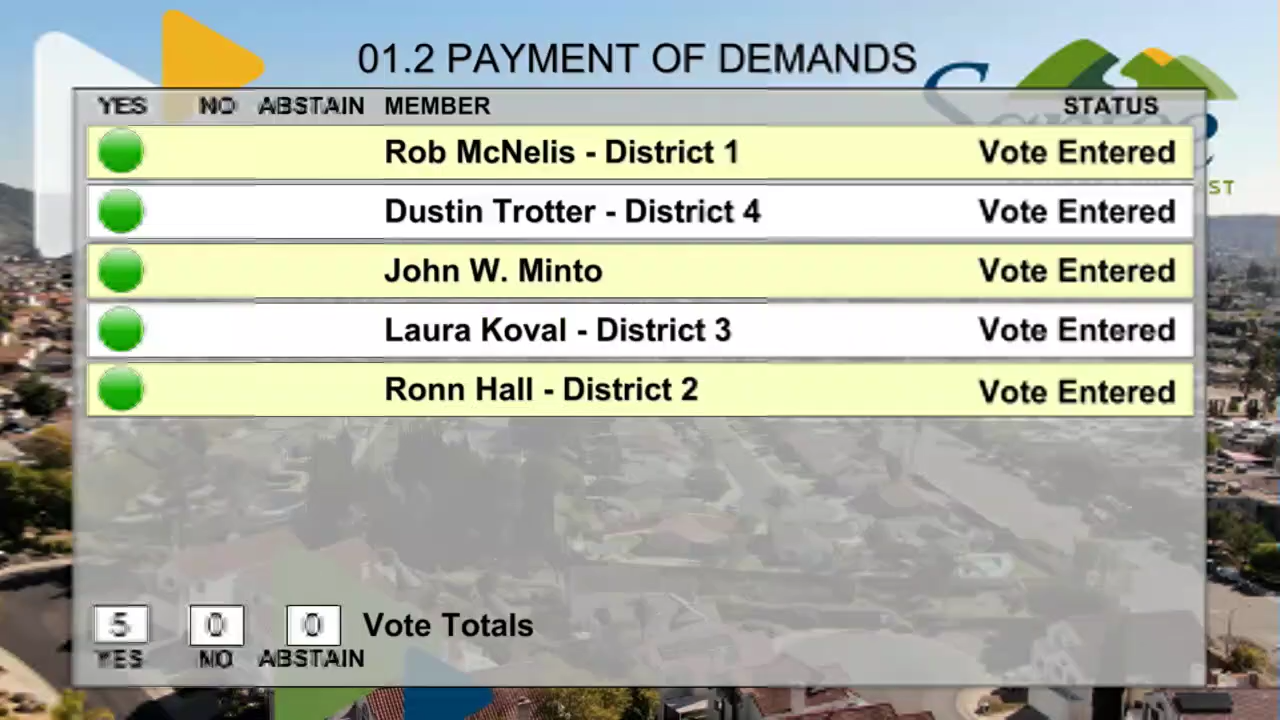 01.2 PAYMENT OF DEMANDS
YES NO ABSTAIN MEMBER STATUS
Rob McNelis - District 1 Vote Entered
Dustin Trotter - District 4 Vote Entered
John W. Minto Vote Entered
Laura Koval - District 3 Vote Entered
Ronn Hall - District 2 Vote Entered
5 0 0 Vote Totals
YES NO ABSTAIN